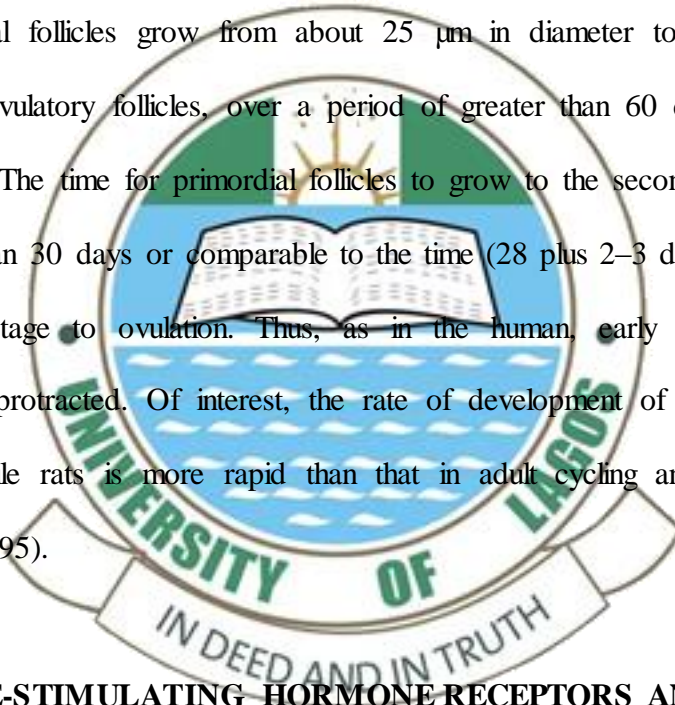 al follicles grow from about 25 μm in diameter to
vulatory follicles, over a period of greater than 60
The time for primordial follicles to grow to the secon
an 30 days or comparable to the time (28 plus 2–3 d
tage to ovulation. Thus, as in the human, early
protracted. Of interest, the rate of development of
le rats is more rapid than that in adult cycling an
95).
UNIVERSITY OF LAGOS
IN DEED AND IN TRUTH
E-STIMULATING HORMONE RECEPTORS AN